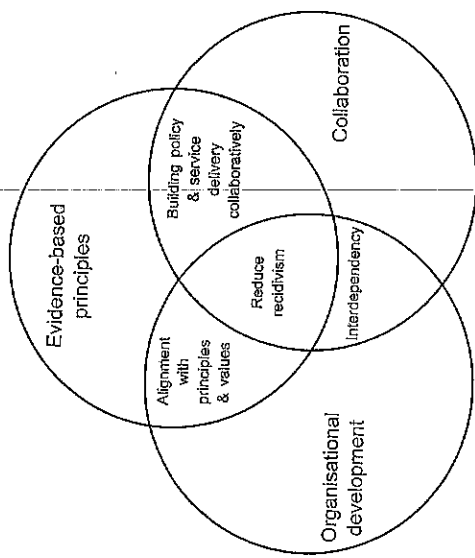 Evidence-based
principles
Alignment
with
principles
& values
Building policy
& service
delivery
collaboratively
Reduce
recidivism
Organisational
development
Interdependency
Collaboration